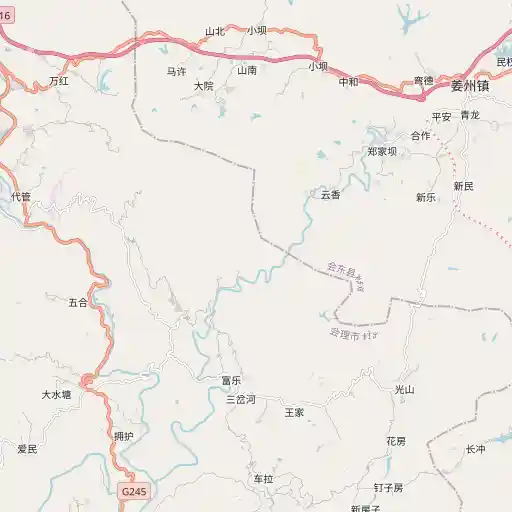 16
山北
小坝
马许
山南
小坝
万红
大院
中和
鸾德
姜州镇
民权
平安
青龙
合作
郑家坝
云香
新乐
新民
代管
会东县
五合
会理市
富乐
三岔河
王家
光山
大水塘
爱民
拥护
花房
长冲
车拉
钉子房
新房子
G245